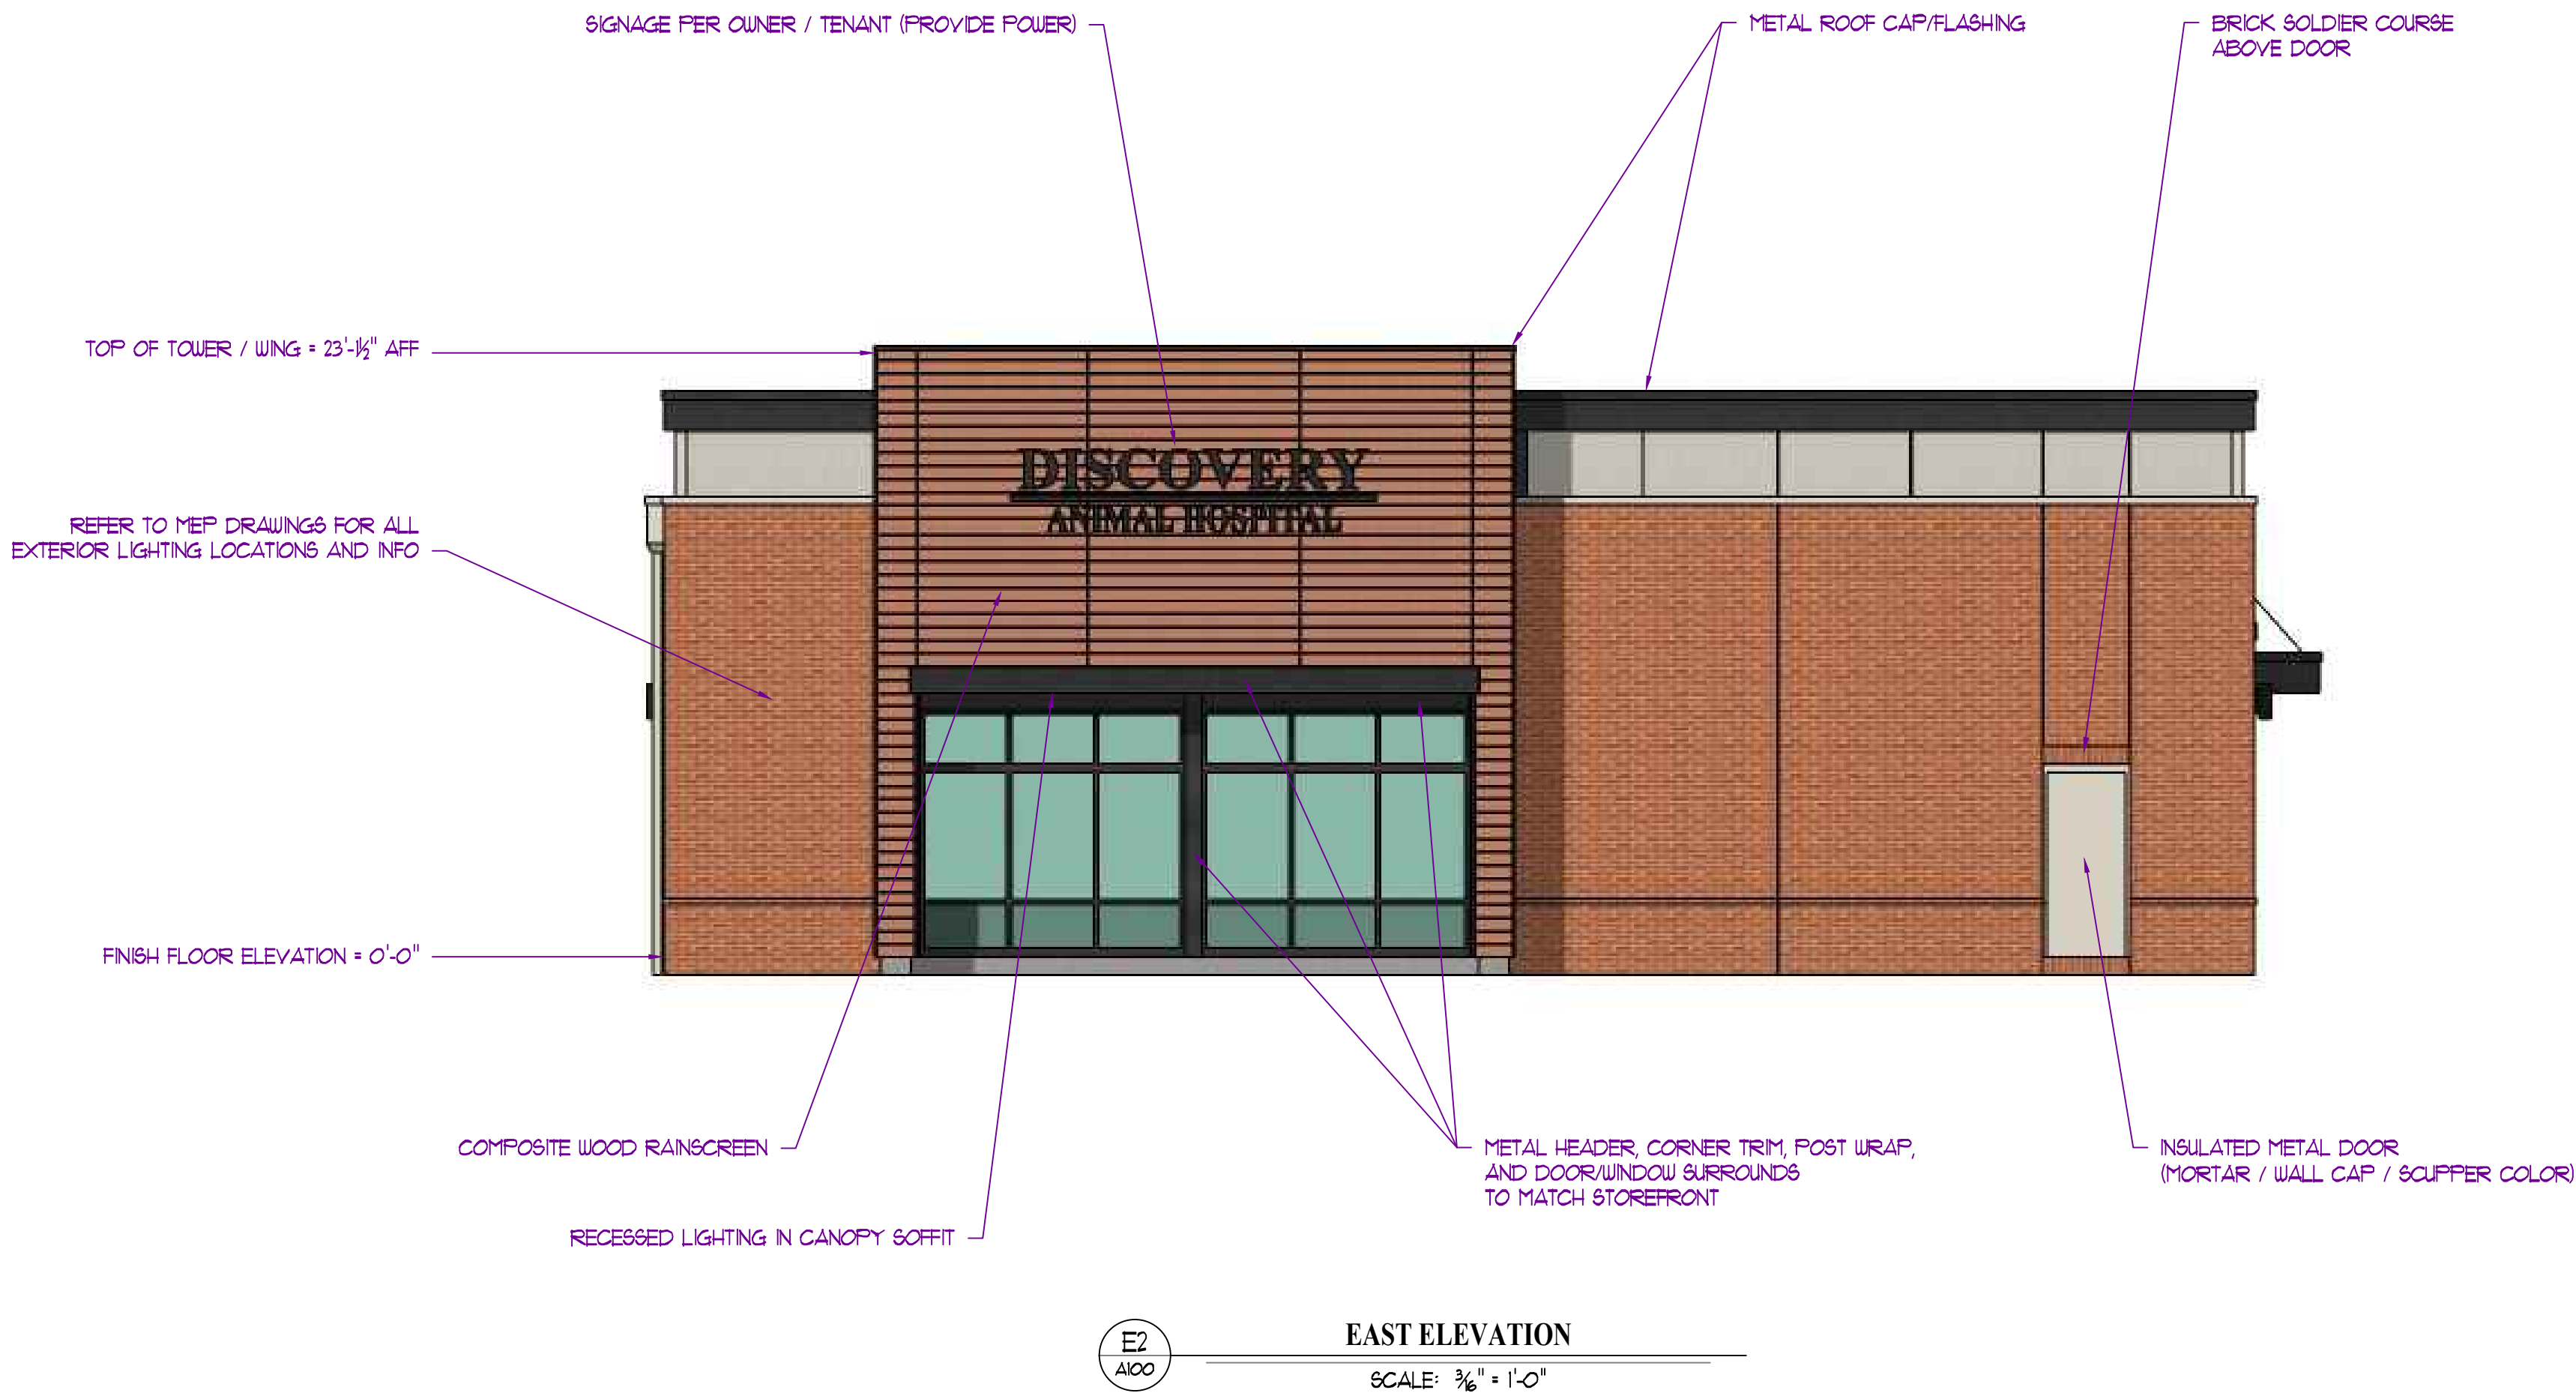 SIGNAGE PER OWNER / TENANT (PROVIDE POWER)
METAL ROOF CAP/FLASHING
BRICK SOLDIER COURSE
ABOVE DOOR
TOP OF TOWER / WING = 23'-1½" AFF
DISCOVERY
ANIMAL HOSPITAL
REFER TO MEP DRAWINGS FOR ALL
EXTERIOR LIGHTING LOCATIONS AND INFO
FINISH FLOOR ELEVATION = 0'-0"
COMPOSITE WOOD RAINSCREEN
METAL HEADER, CORNER TRIM, POST WRAP,
AND DOOR/WINDOW SURROUNDS
TO MATCH STOREFRONT
INSULATED METAL DOOR
(MORTAR / WALL CAP / SCUPPER COLOR)
RECESSED LIGHTING IN CANOPY SOFFIT
E2
A100
EAST ELEVATION
SCALE: 3/16" = 1'-0"